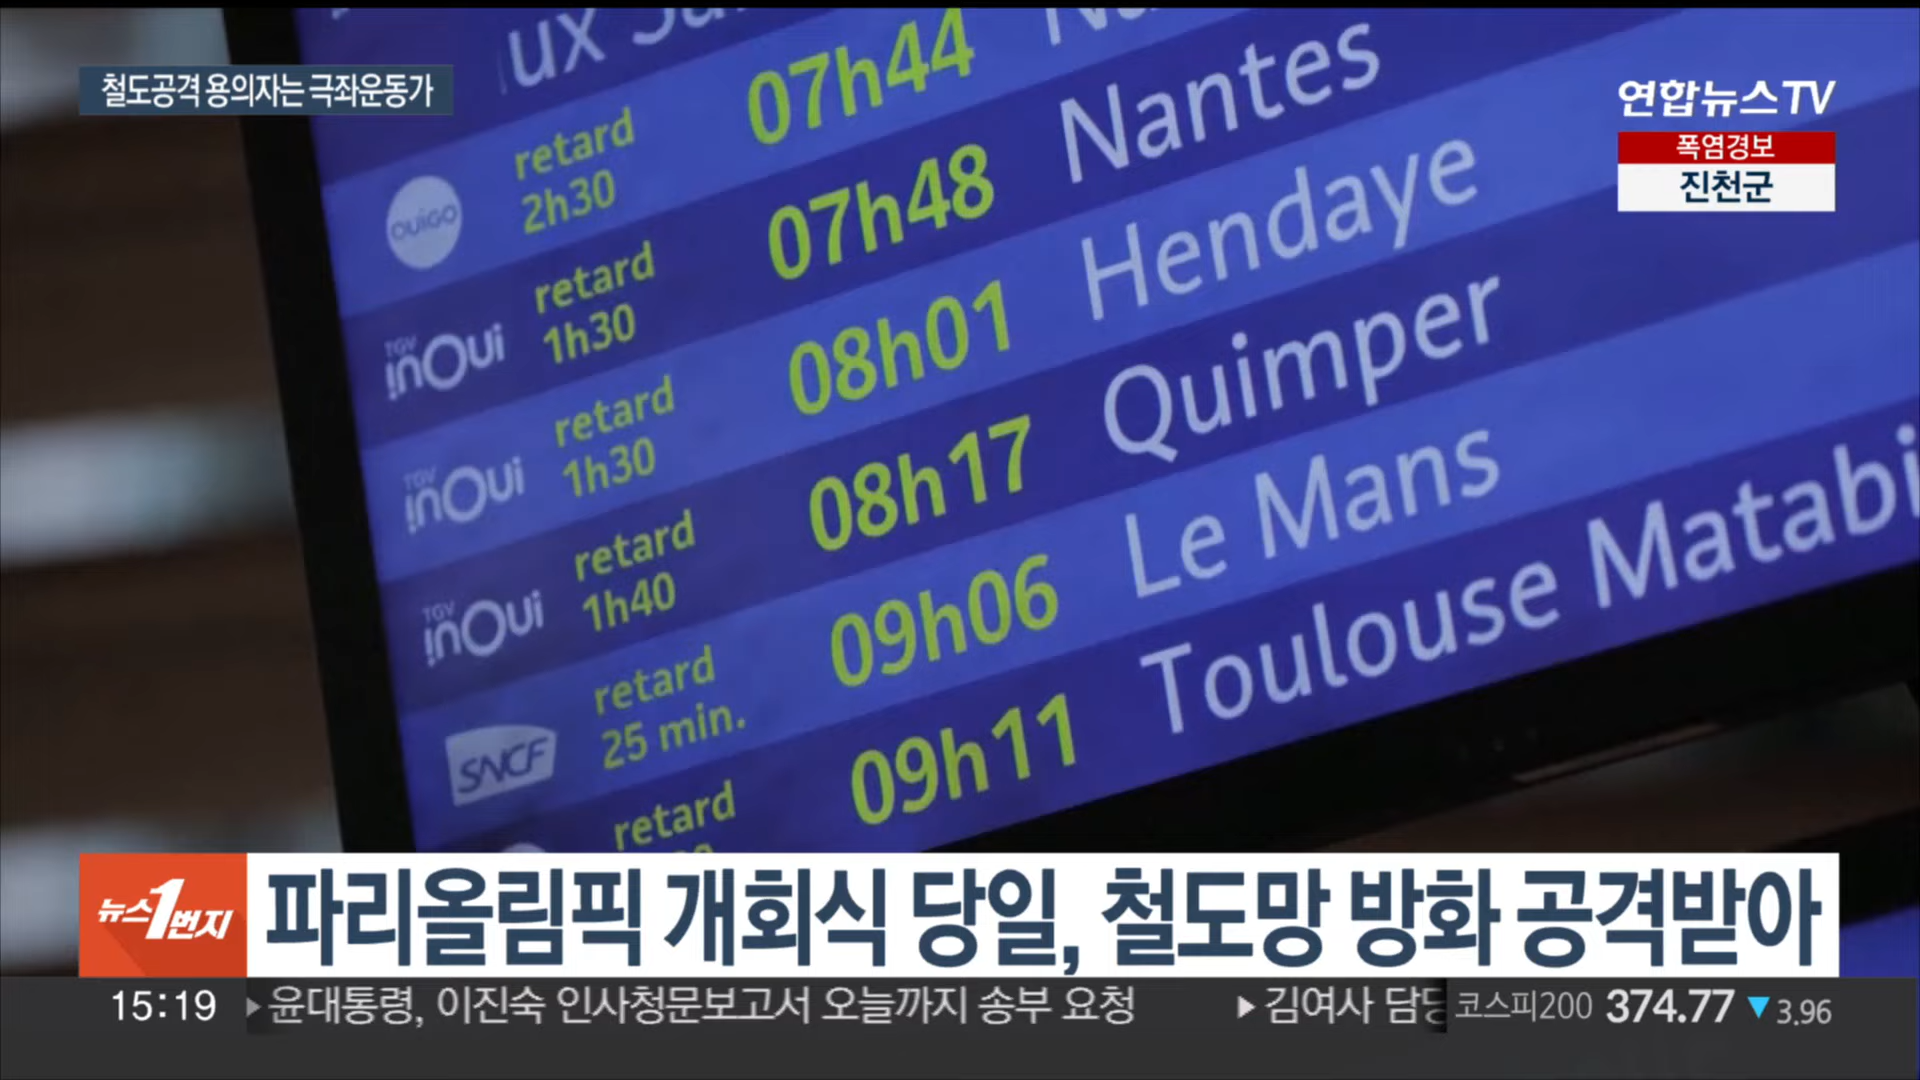 철도공격 용의자는 극좌운동가
연합뉴스TV
폭염경보
진천군
ux
07h44
OUIGO
retard
2h30
07h48
Nantes
TGV
inOui
retard
1h30
08h01
Hendaye
TGV
inOui
retard
1h30
08h17
Quimper
TGV
inOui
retard
1h40
09h06
Le Mans
SNCF
retard
25 min.
09h11
Toulouse Matabi
retard
뉴스1번지
파리올림픽 개회식 당일, 철도망 방화 공격받아
15:19
▶윤대통령, 이진숙 인사청문보고서 오늘까지 송부 요청
▶김여사
코스피200 374.77 ▼3.96